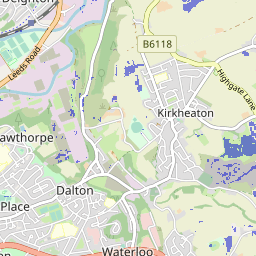 Deighton
Leeds Road
B6118
Highgate Lane
Kirkheaton
awthorpe
Dalton
Place
Waterloo